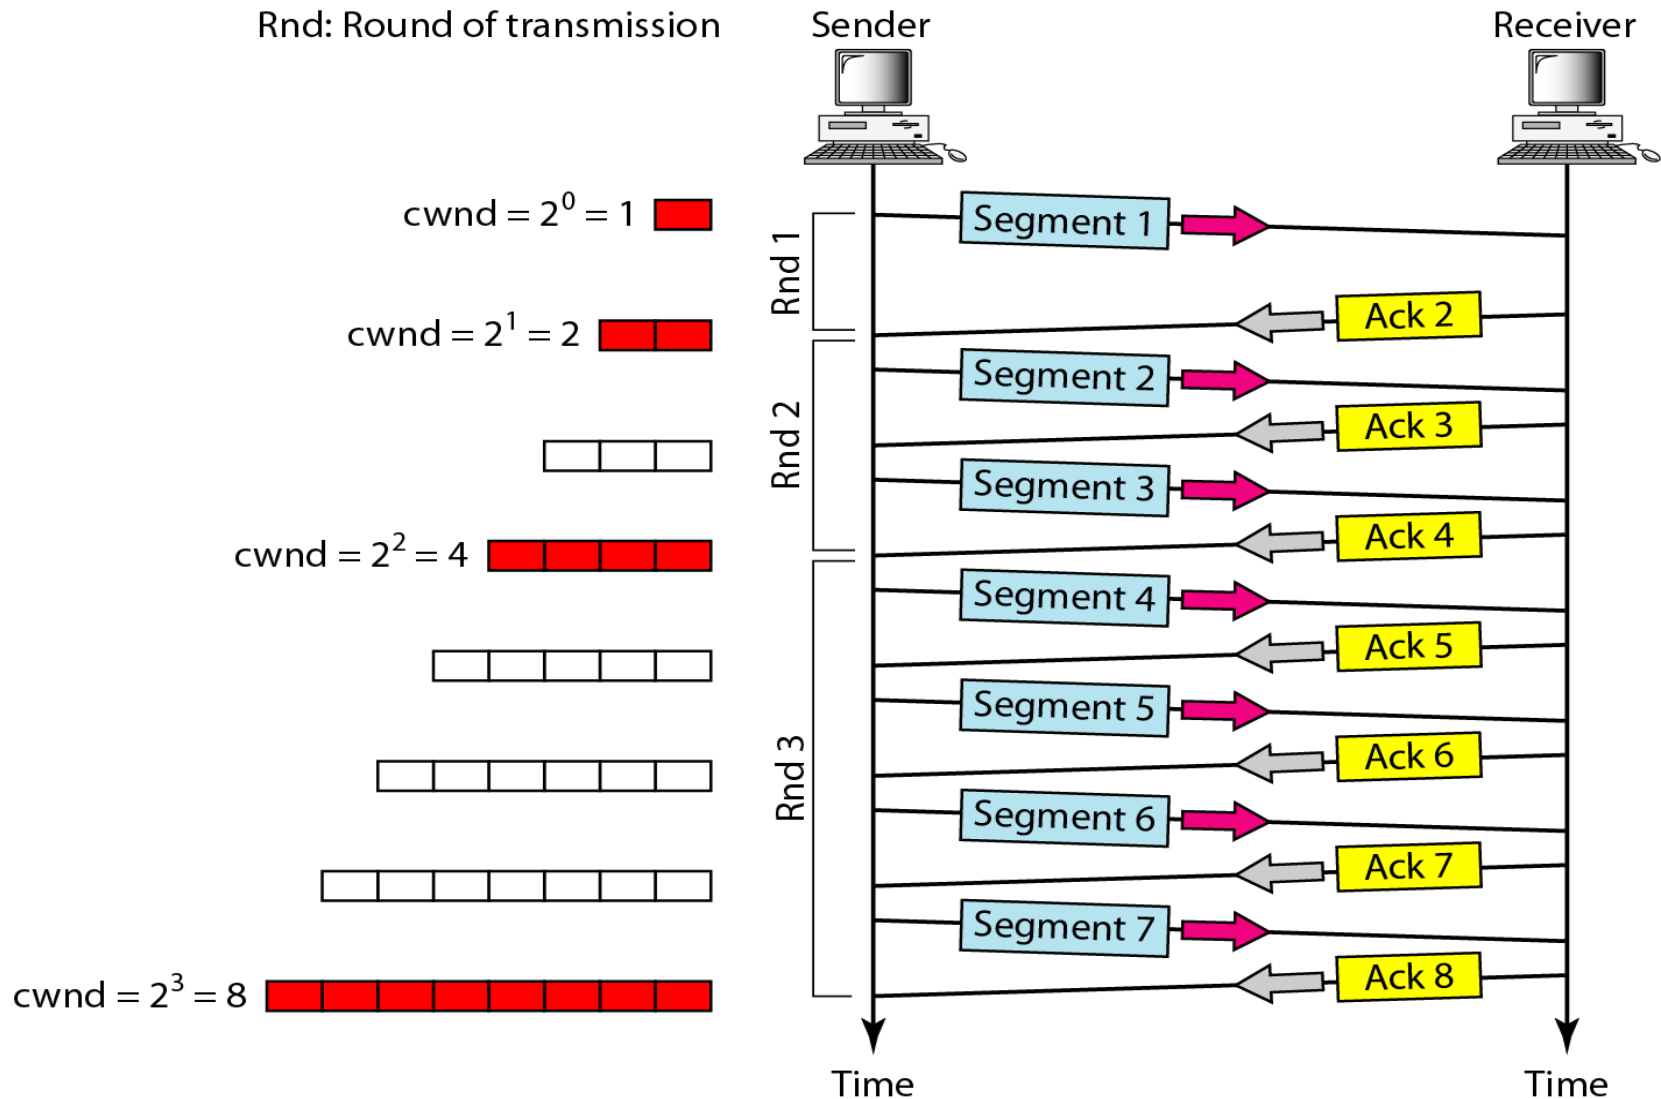 Rnd: Round of transmission
Sender
Receiver
cwnd = 2^0 = 1
Rnd 1
Segment 1
Ack 2
cwnd = 2^1 = 2
Rnd 2
Segment 2
Ack 3
Segment 3
Ack 4
cwnd = 2^2 = 4
Rnd 3
Segment 4
Ack 5
Segment 5
Ack 6
Segment 6
Ack 7
Segment 7
Ack 8
cwnd = 2^3 = 8
Time
Time